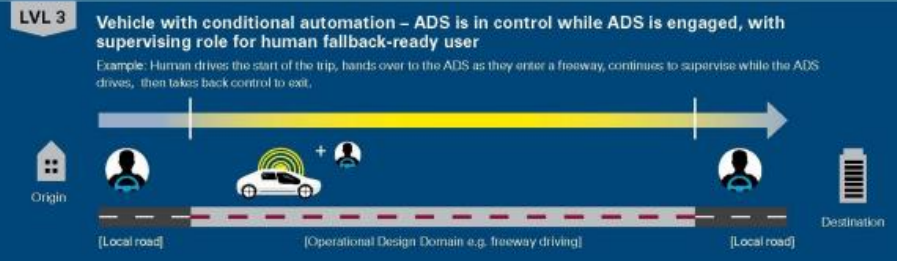 LVL 3
Vehicle with conditional automation – ADS is in control while ADS is engaged, with
supervising role for human fallback-ready user
Example: Human drives the start of the trip, hands over to the ADS as they enter a freeway, continues to supervise while the ADS
drives, then takes back control to exit.
+
Origin
Destination
[Local road]
[Operational Design Domain e.g. freeway driving]
[Local road]